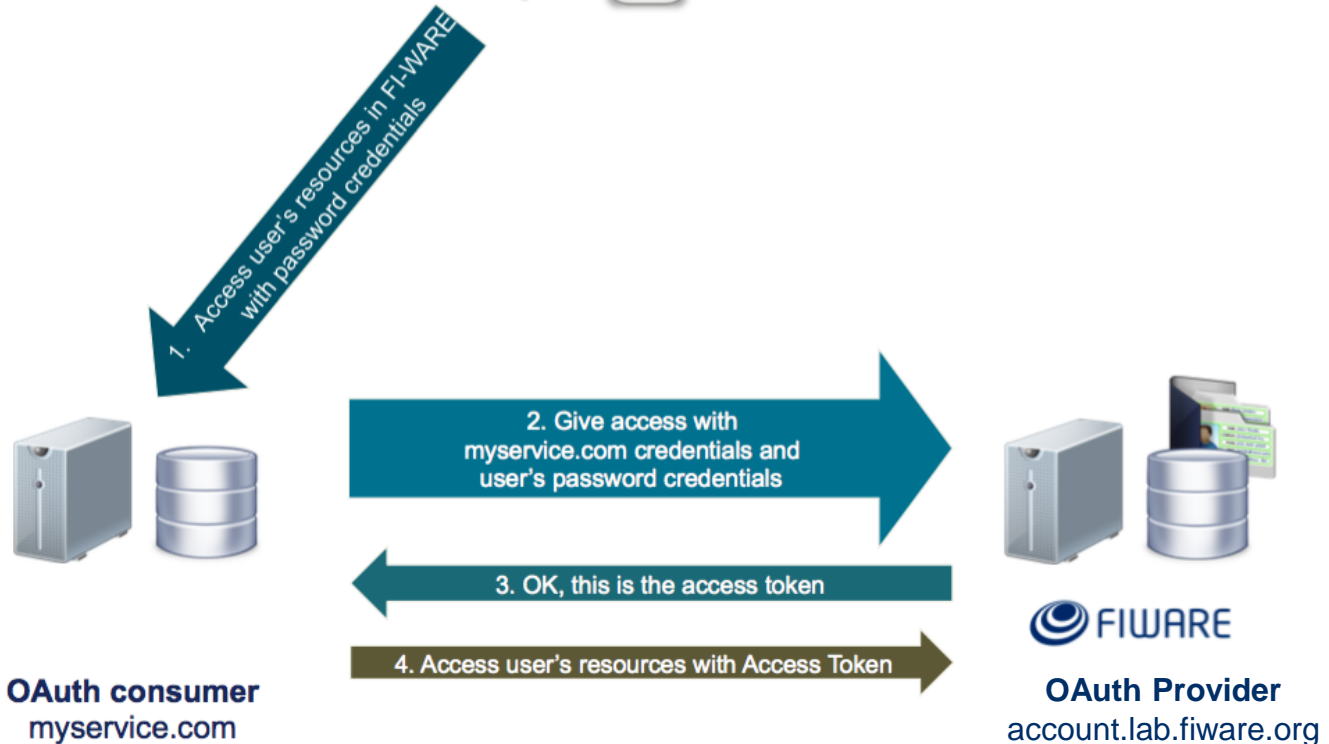 1. Access user's resources in FI-WARE
with password credentials
2. Give access with
myservice.com credentials and
user's password credentials
3. OK, this is the access token
4. Access user's resources with Access Token
FIWARE
OAuth consumer
myservice.com
OAuth Provider
account.lab.fiware.org